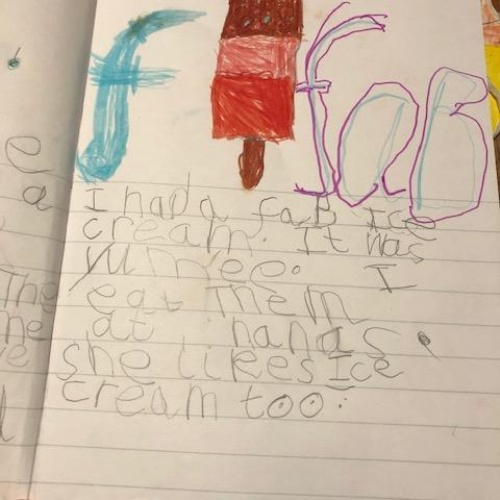 f fab
I had a faB Ice
cream. It was
yumee. I
eat Them
at nanas.
she likes Ice
cream too.